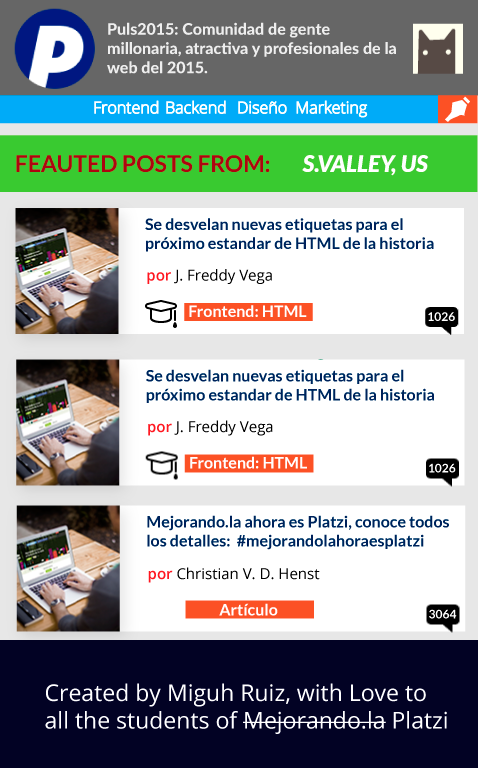 P
Puls2015: Comunidad de gente
millonaria, atractiva y profesionales de la
web del 2015.
Frontend Backend Diseño Marketing
FEAUTED POSTS FROM: S.VALLEY, US
Se desvelan nuevas etiquetas para el
próximo estandar de HTML de la historia
por J. Freddy Vega
Frontend: HTML
1026
Se desvelan nuevas etiquetas para el
próximo estandar de HTML de la historia
por J. Freddy Vega
Frontend: HTML
1026
Mejorando.la ahora es Platzi, conoce todos
los detalles: #mejorandolahoraesplatzi
por Christian V. D. Henst
Artículo
3064
Created by Miguh Ruiz, with Love to
all the students of Mejorando.la Platzi